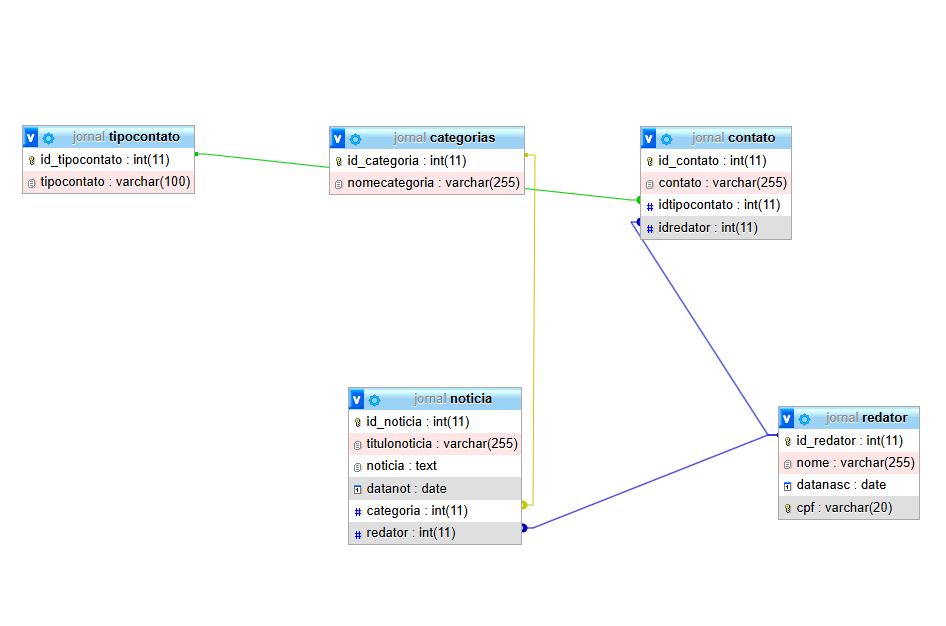 v jornal tipocontato
id_tipocontato : int(11)
tipocontato : varchar(100)
v jornal categorias
id_categoria : int(11)
nomecategoria : varchar(255)
v jornal contato
id_contato : int(11)
contato : varchar(255)
# idtipocontato : int(11)
# idredator : int(11)
v jornal noticia
id_noticia : int(11)
titulonoticia : varchar(255)
noticia : text
datanot : date
# categoria : int(11)
# redator : int(11)
v jornal redator
id_redator : int(11)
nome : varchar(255)
datanasc : date
cpf : varchar(20)